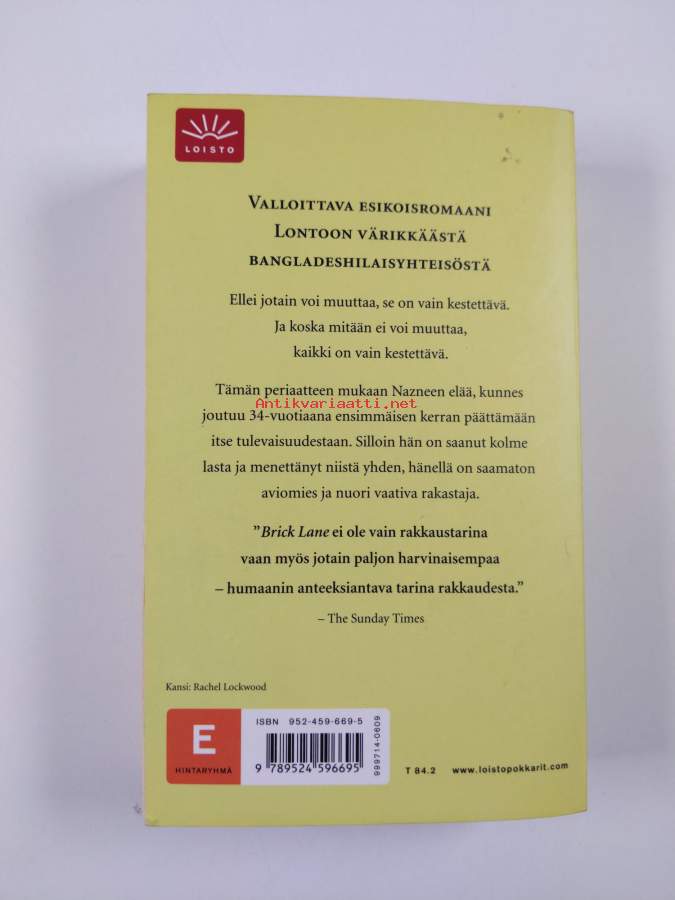 LOISTO
VALLOITTAVA ESIKOISROMAANI
LONTOON VÄRIKKÄÄSTÄ
BANGLADESHILAISYHTEISÖSTÄ
Ellei jotain voi muuttaa, se on vain kestettävä.
Ja koska mitään ei voi muuttaa,
kaikki on vain kestettävä.
Tämän periaatteen mukaan Nazneen elää, kunnes
Antikvariaatti.net
joutuu 34-vuotiaana ensimmäisen kerran päättämään
itse tulevaisuudestaan. Silloin hän on saanut kolme
lasta ja menettänyt niistä yhden, hänellä on saamaton
aviomies ja nuori vaativa rakastaja.
”Brick Lane ei ole vain rakkaustarina
vaan myös jotain paljon harvinaisempaa
– humaanin anteeksiantava tarina rakkaudesta.”
– The Sunday Times
Kansi: Rachel Lockwood
E
HINTARYHMÄ
ISBN 952-459-669-5
9 789524 596695
999714-0609
T 84.2
www.loistopokkarit.com